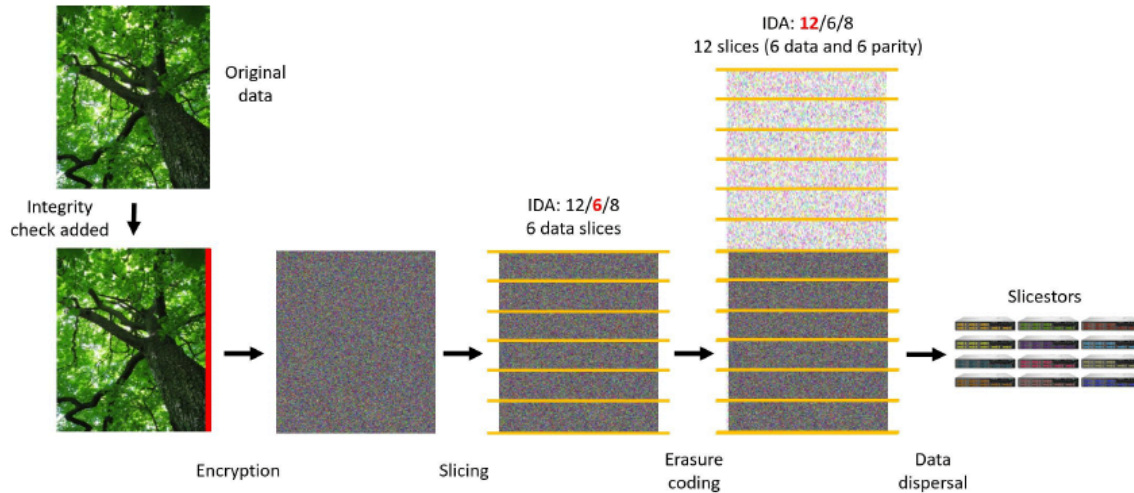 Original
data
Integrity
check added
Encryption
Slicing
IDA: 12/6/8
6 data slices
Erasure
coding
IDA: 12/6/8
12 slices (6 data and 6 parity)
Data
dispersal
Slicestors